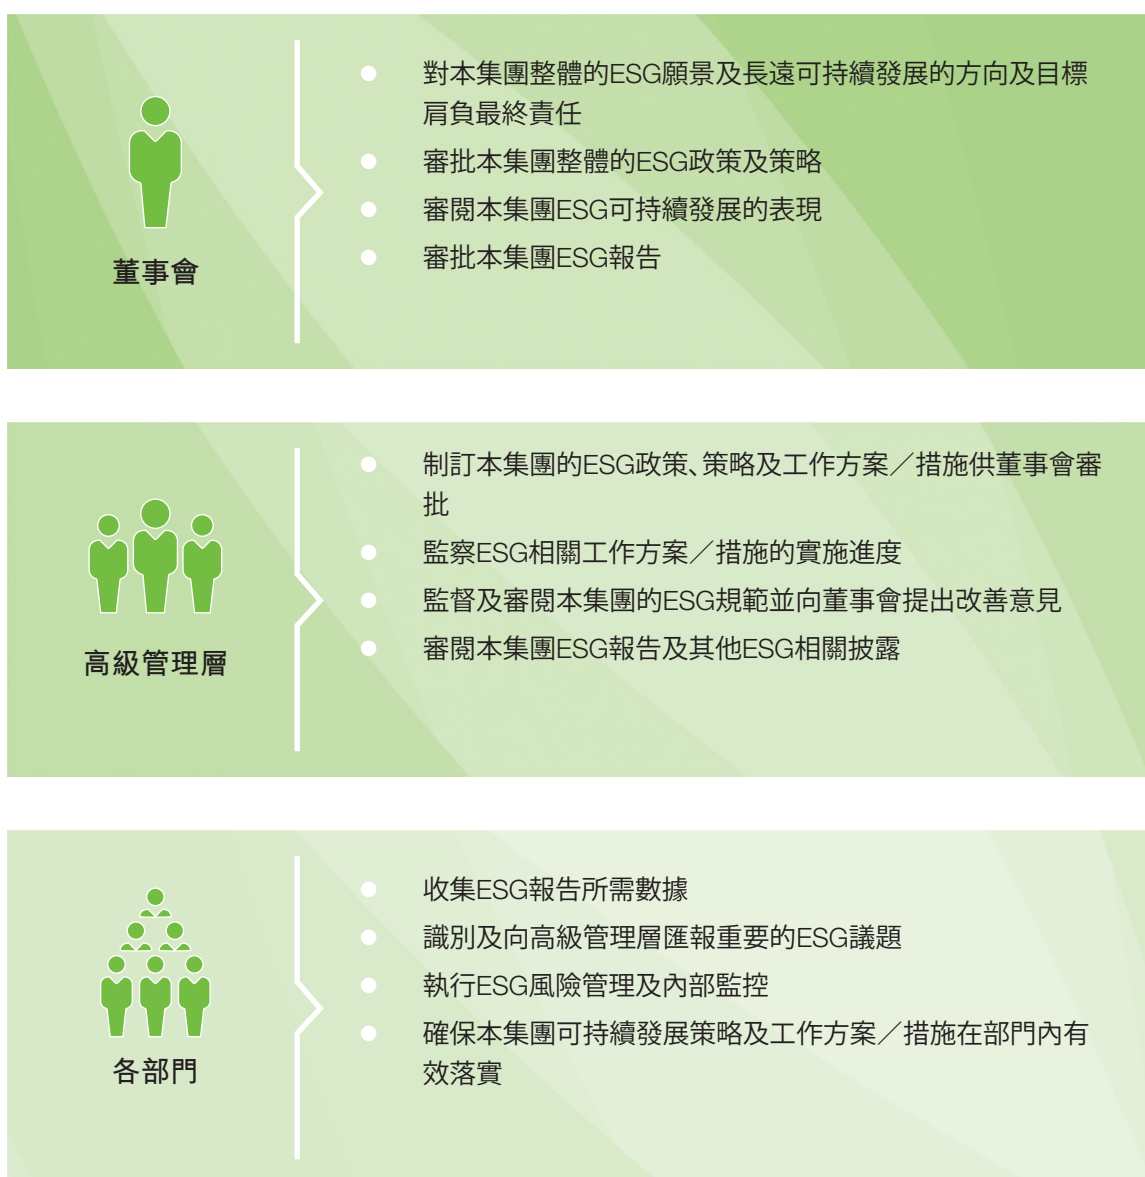 董事會
對本集團整體的ESG願景及長遠可持續發展的方向及目標
肩負最終責任
審批本集團整體的ESG政策及策略
審閱本集團ESG可持續發展的表現
審批本集團ESG報告
高級管理層
制訂本集團的ESG政策、策略及工作方案／措施供董事會審
批
監察ESG相關工作方案／措施的實施進度
監督及審閱本集團的ESG規範並向董事會提出改善意見
審閱本集團ESG報告及其他ESG相關披露
各部門
收集ESG報告所需數據
識別及向高級管理層匯報重要的ESG議題
執行ESG風險管理及內部監控
確保本集團可持續發展策略及工作方案／措施在部門內有
效落實